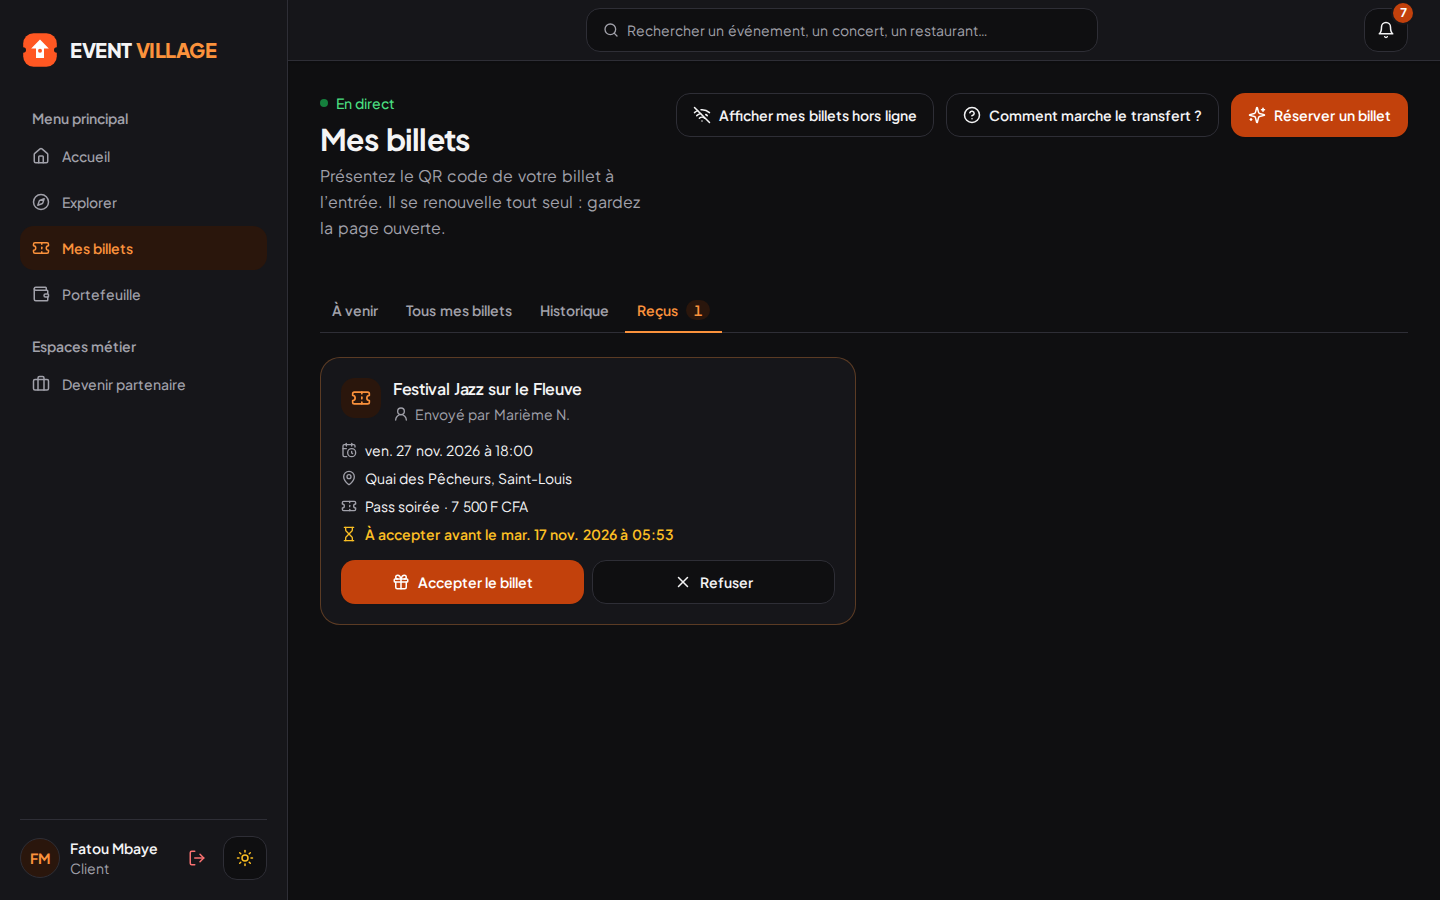 EVENT VILLAGE
Rechercher un événement, un concert, un restaurant...
7
Menu principal
Accueil
Explorer
Mes billets
Portefeuille
Espaces métier
Devenir partenaire
En direct
Mes billets
Présentez le QR code de votre billet à
l'entrée. Il se renouvelle tout seul : gardez
la page ouverte.
Afficher mes billets hors ligne
Comment marche le transfert ?
Réserver un billet
À venir
Tous mes billets
Historique
Reçus 1
Festival Jazz sur le Fleuve
Envoyé par Marième N.
ven. 27 nov. 2026 à 18:00
Quai des Pêcheurs, Saint-Louis
Pass soirée · 7 500 F CFA
À accepter avant le mar. 17 nov. 2026 à 05:53
Accepter le billet
Refuser
FM
Fatou Mbaye
Client